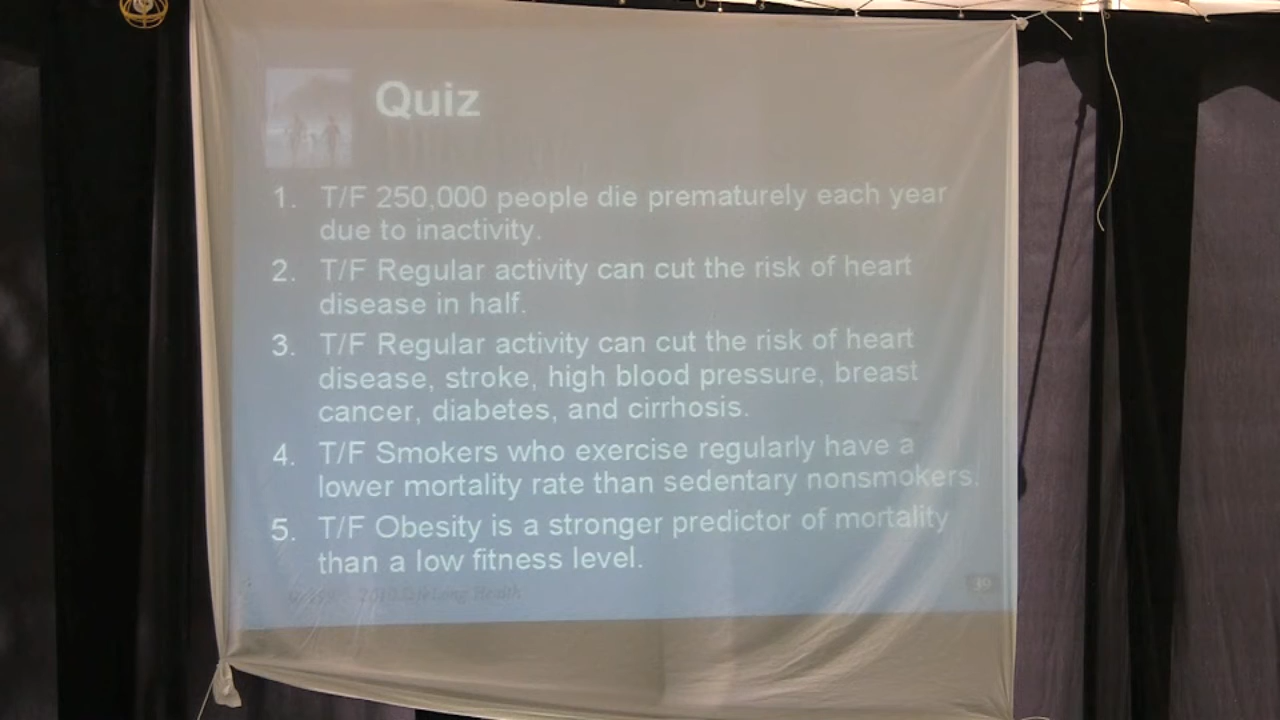 Quiz
1. T/F 250,000 people die prematurely each year
due to inactivity.
2. T/F Regular activity can cut the risk of heart
disease in half.
3. T/F Regular activity can cut the risk of heart
disease, stroke, high blood pressure, breast
cancer, diabetes, and cirrhosis.
4. T/F Smokers who exercise regularly have a
lower mortality rate than sedentary nonsmokers.
5. T/F Obesity is a stronger predictor of mortality
than a low fitness level.
LifeLong Health
39